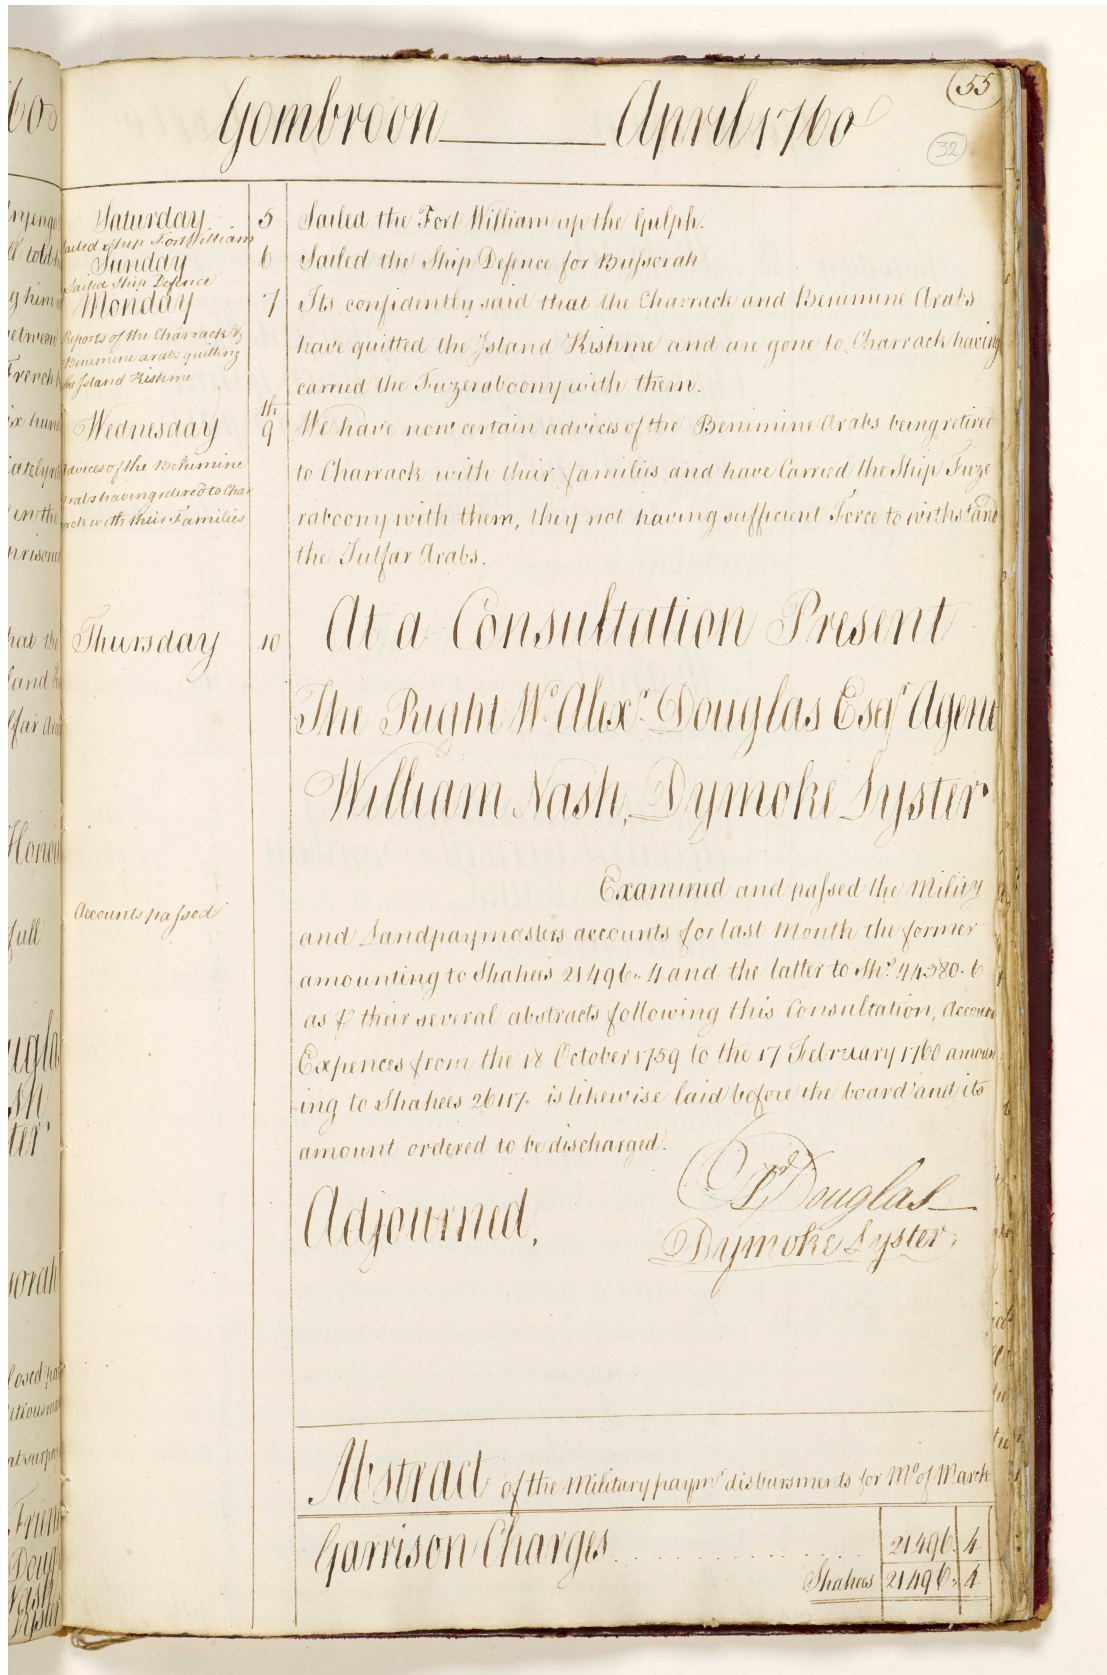 55
Gombroon April 1760
32
Saturday 5 Sailed the Fort William up the Gulph.
Sailed Ship Fort William
Sunday 6 Sailed the Ship Defence for Bussorah
Sailed Ship Defence
Monday 7 Its confidently said that the Charrack and Benimine Arabs
Reports of the Charrack &
have quitted the Island Kishme and are gone to Charrack having
Benimine arabs quitting
the Island Kishme
carried the Fuzeraboony with them.
Wednesday 9th We have now certain advices of the Benimine Arabs being retired
Advices of the Benimine
to Charrack with their families and have Carried the Ship Fuze
Arabs having retired to Char
rack with their Families
raboony with them, they not having sufficient Force to withstand
the Julfar Arabs.
Thursday 10 At a Consultation Present
The Right Wo. Alexr. Douglas Esqr Agent
William Nash, Dymoke Lyster
Accounts passed
Examined and passed the Military
and Landpaymasters accounts for last Month the former
amounting to Shahees 21496.. 4 and the latter to Shs. 44380. 6
as ⅌ their several abstracts following this Consultation, Account
Expences from the 18 October 1759 to the 17 February 1760 amount
ing to Shahees 26117. is likewise laid before the board and its
amount ordered to be discharged.
Adjourned,
Douglas
Dymoke Lyster
Abstract of the Military paymrs disbursments for Mo of March
Garrison Charges 21496. 4
Shahees 21496.. 4